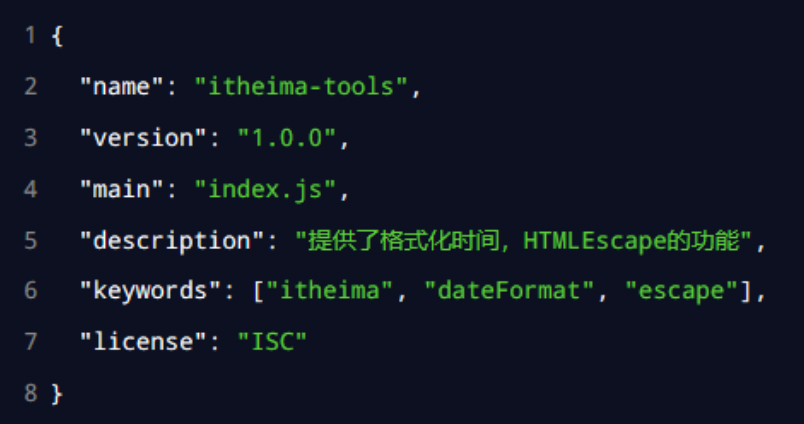 1 {
2 "name": "itheima-tools",
3 "version": "1.0.0",
4 "main": "index.js",
5 "description": "提供了格式化时间，HTMLEscape的功能",
6 "keywords": ["itheima", "dateFormat", "escape"],
7 "license": "ISC"
8 }